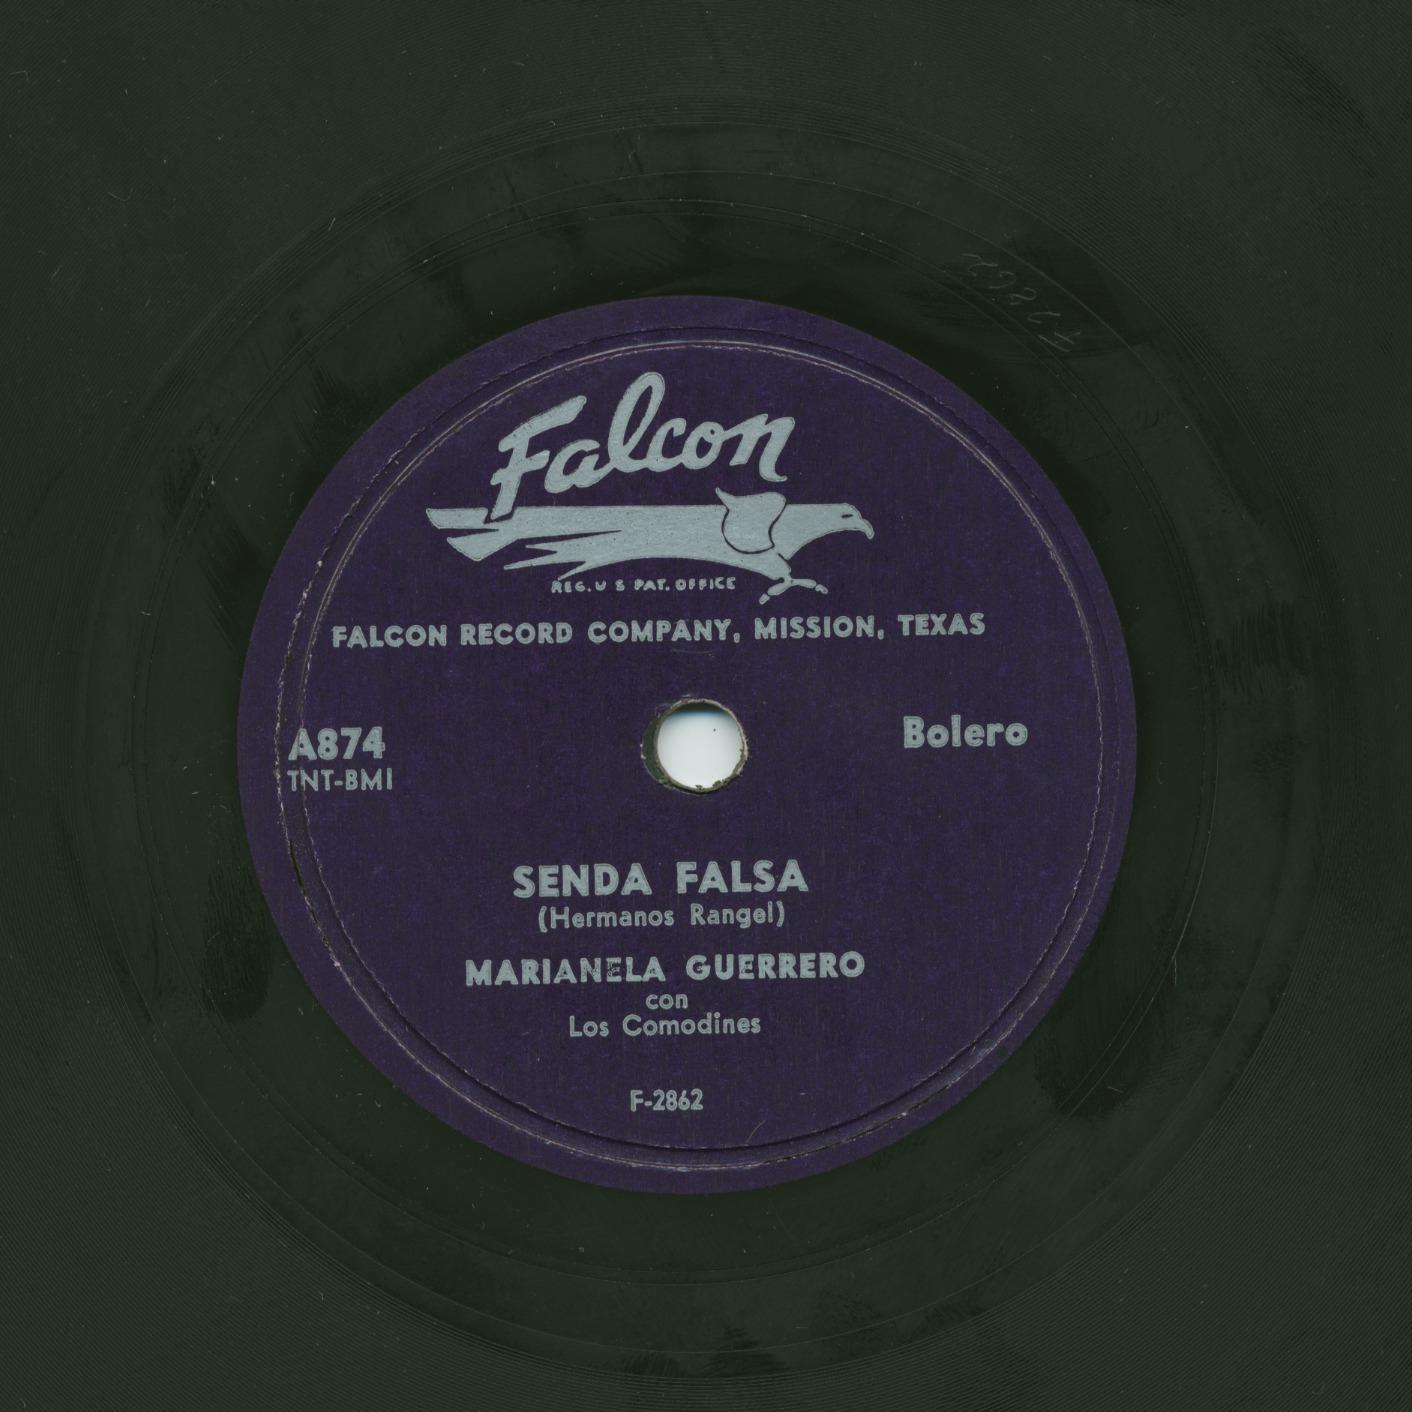 Falcon
REG. U S PAT. OFFICE
FALCON RECORD COMPANY, MISSION, TEXAS
A874
TNT-BMI
Bolero
SENDA FALSA
(Hermanos Rangel)
MARIANELA GUERRERO
con
Los Comodines
F-2862
F2862